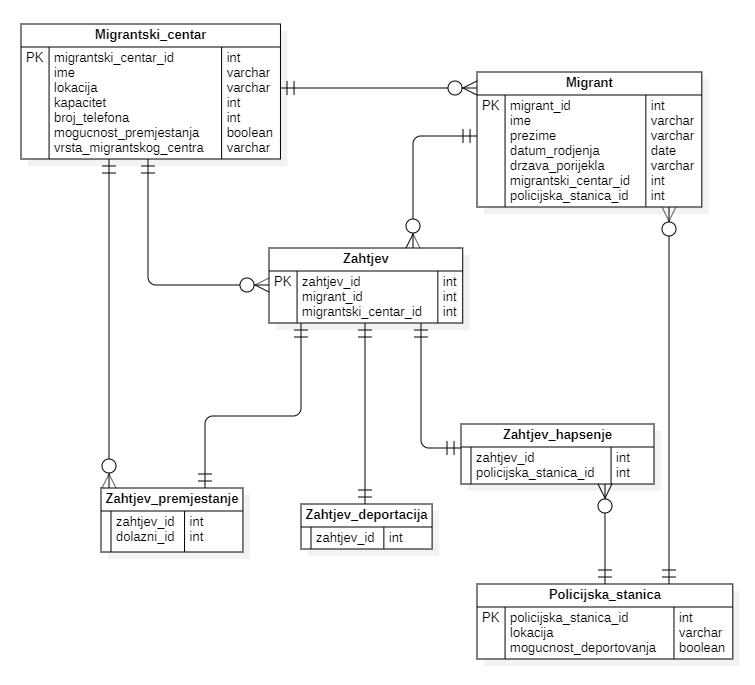 Migrantski_centar
PK migrantski_centar_id int
ime varchar
lokacija varchar
kapacitet int
broj_telefona int
mogucnost_premjestanja boolean
vrsta_migrantskog_centra varchar
Migrant
PK migrant_id int
ime varchar
prezime varchar
datum_rodjenja date
drzava_porijekla varchar
migrantski_centar_id int
policijska_stanica_id int
Zahtjev
PK zahtjev_id int
migrant_id int
migrantski_centar_id int
Zahtjev_hapsenje
zahtjev_id int
policijska_stanica_id int
Zahtjev_premjestanje
zahtjev_id int
dolazni_id int
Zahtjev_deportacija
zahtjev_id int
Policijska_stanica
PK policijska_stanica_id int
lokacija varchar
mogucnost_deportovanja boolean